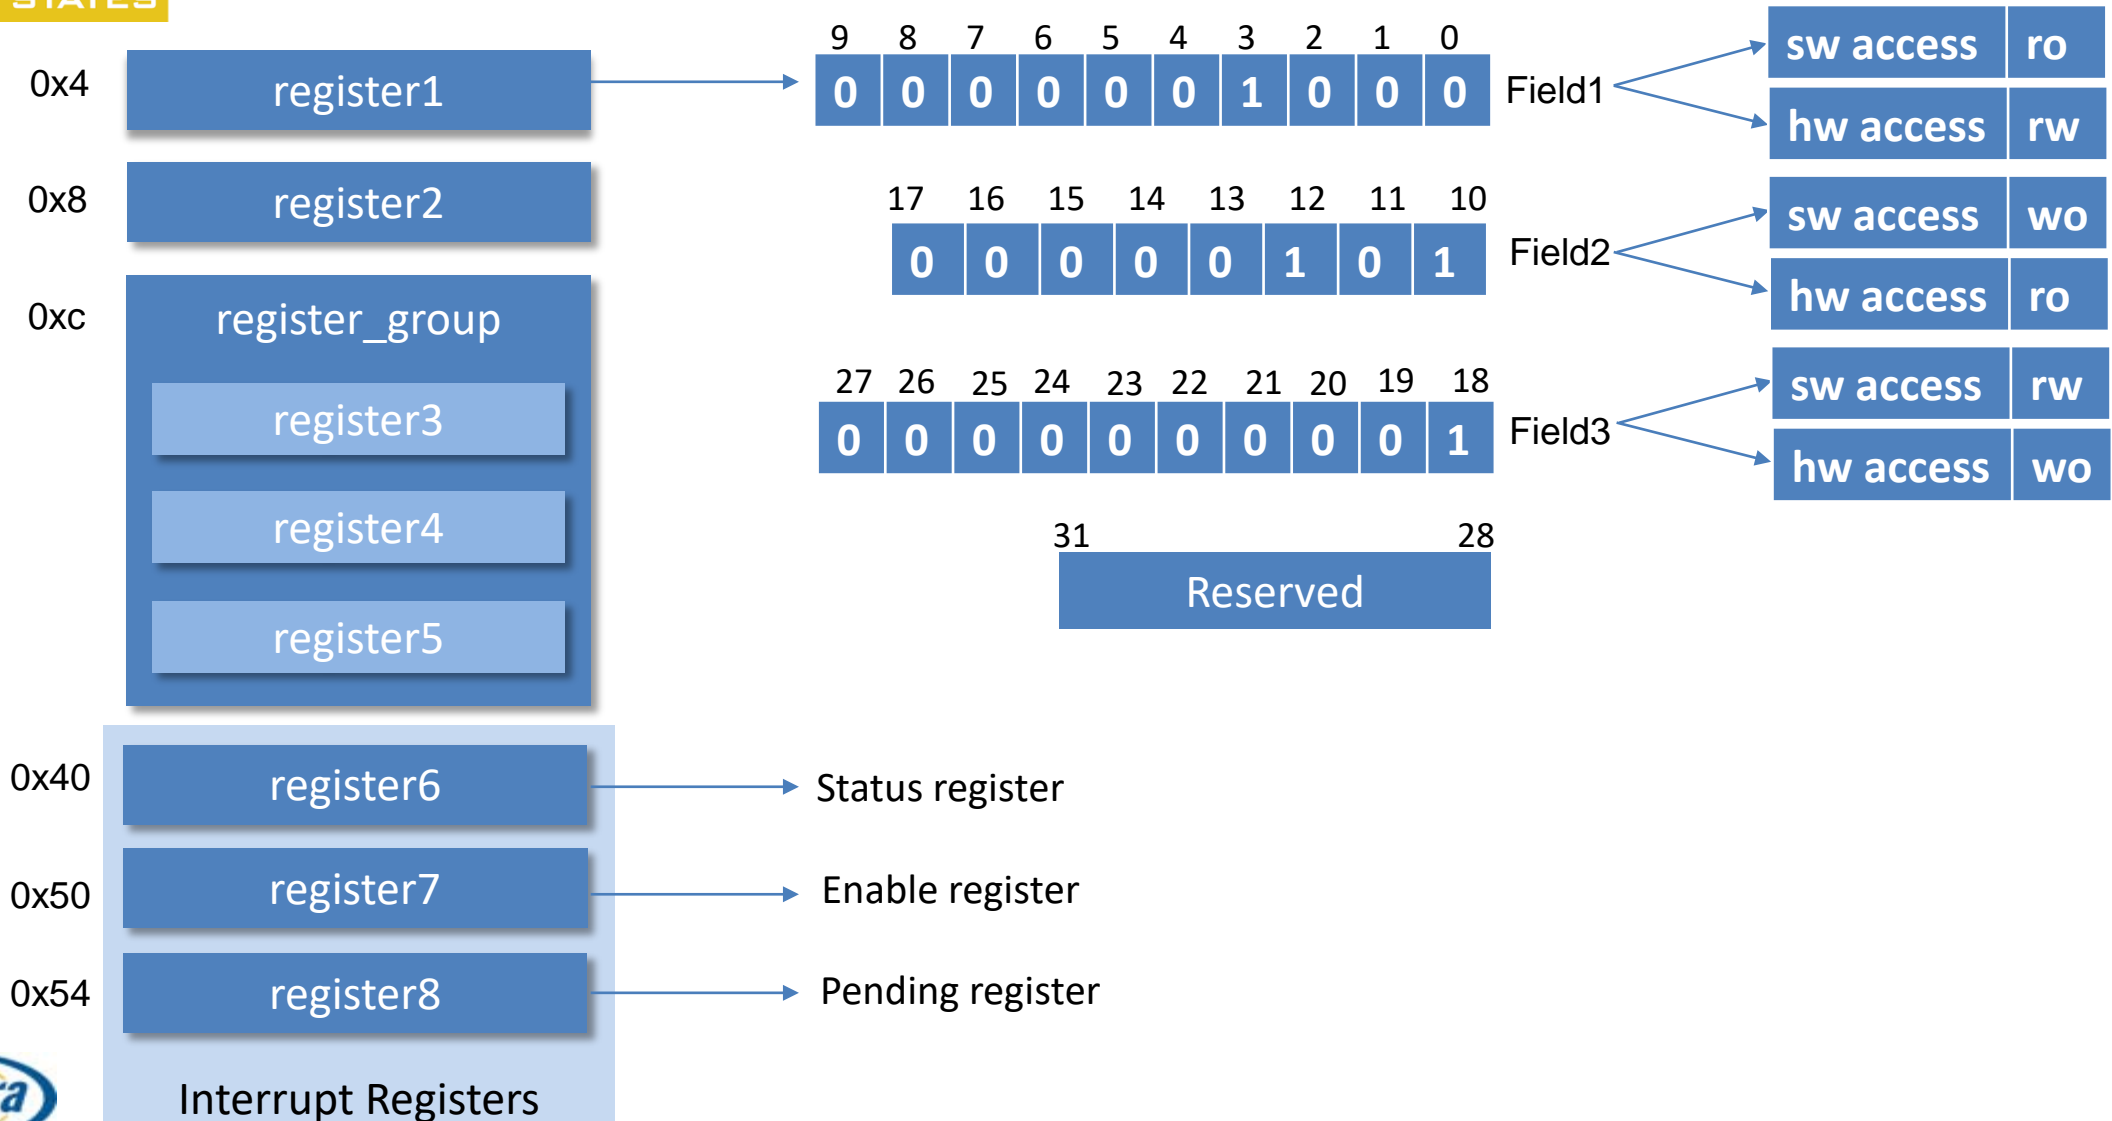 STATES
0x4
register1
9 8 7 6 5 4 3 2 1 0
0 0 0 0 0 0 1 0 0 0
Field1
sw access ro
hw access rw
0x8
register2
17 16 15 14 13 12 11 10
0 0 0 0 0 1 0 1
Field2
sw access wo
hw access ro
0xc
register_group
register3
register4
register5
27 26 25 24 23 22 21 20 19 18
0 0 0 0 0 0 0 0 0 1
Field3
sw access rw
hw access wo
31 28
Reserved
0x40
register6
Status register
0x50
register7
Enable register
0x54
register8
Pending register
Interrupt Registers